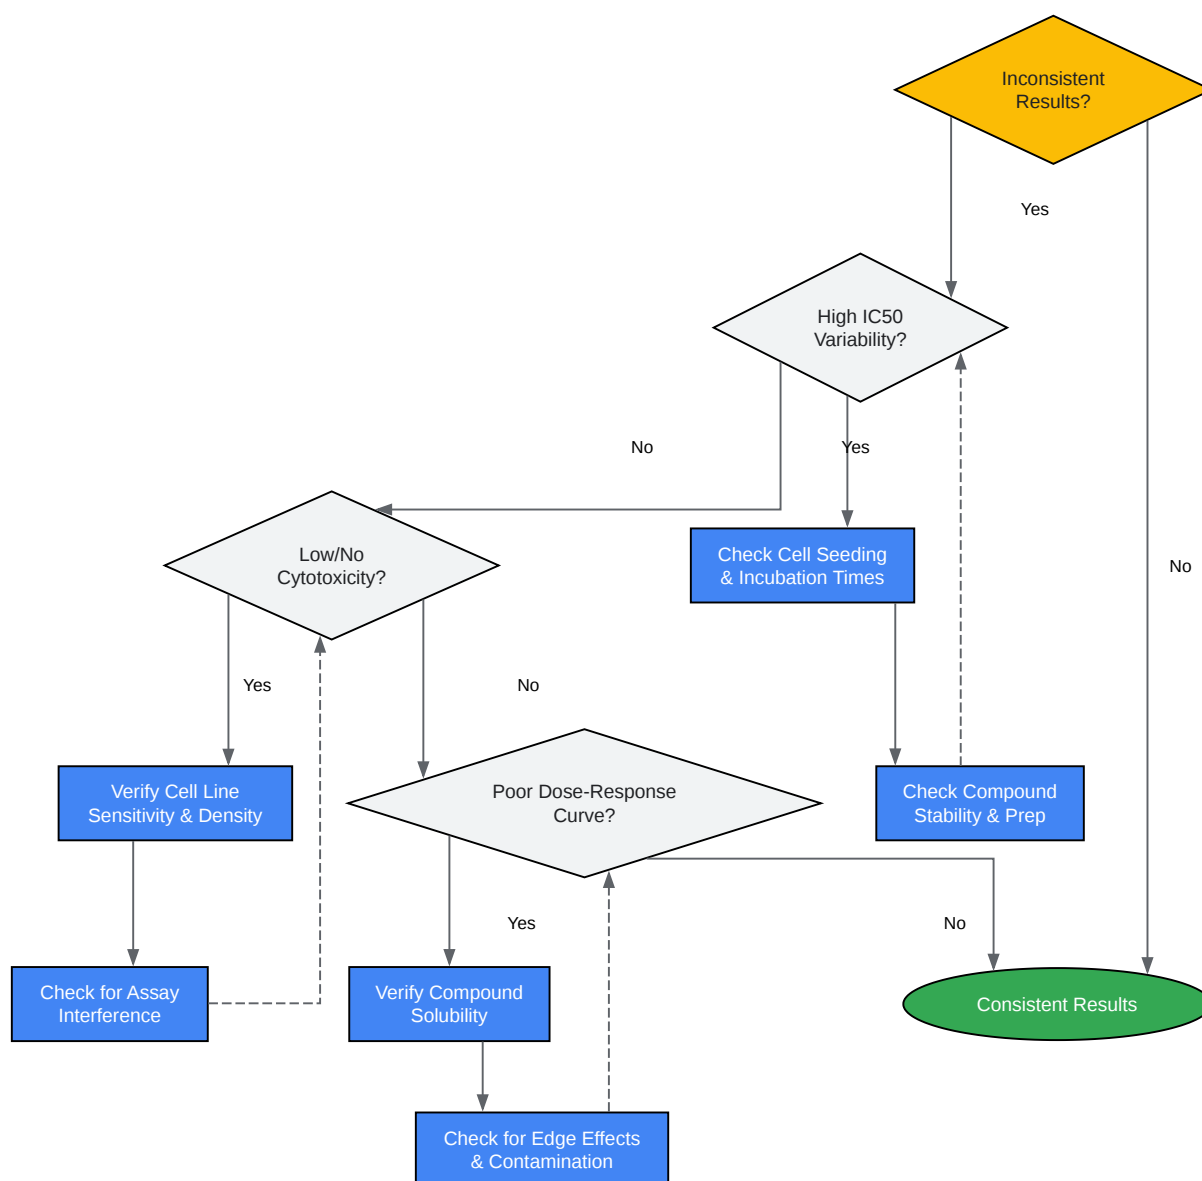 Inconsistent
Results?
Yes
High IC50
Variability?
No
Yes
Low/No
Cytotoxicity?
Check Cell Seeding
& Incubation Times
No
Yes
No
Verify Cell Line
Sensitivity & Density
Poor Dose-Response
Curve?
Check Compound
Stability & Prep
Yes
No
Check for Assay
Interference
Verify Compound
Solubility
Consistent Results
Check for Edge Effects
& Contamination